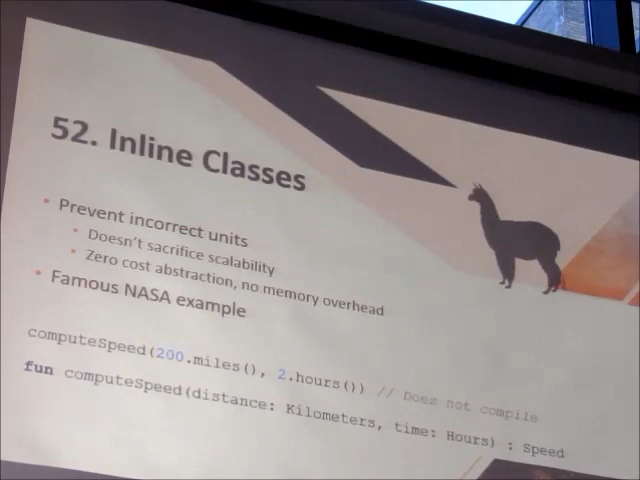 52. Inline Classes
Prevent incorrect units
Doesn't sacrifice scalability
Zero cost abstraction, no memory overhead
Famous NASA example
computeSpeed(200.miles(), 2.hours()) // Does not compile
fun computeSpeed(distance: Kilometers, time: Hours) : Speed